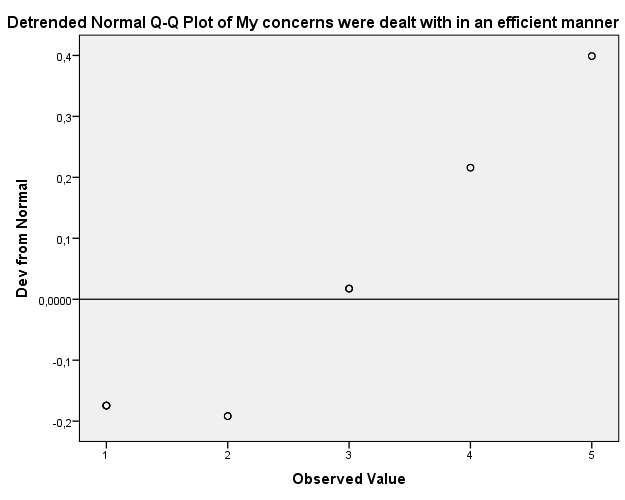 Detrended Normal Q-Q Plot of My concerns were dealt with in an efficient manner
0,4
0,3
0,2
0,1
0,0000
-0,1
-0,2
Dev from Normal
1 2 3 4 5
Observed Value